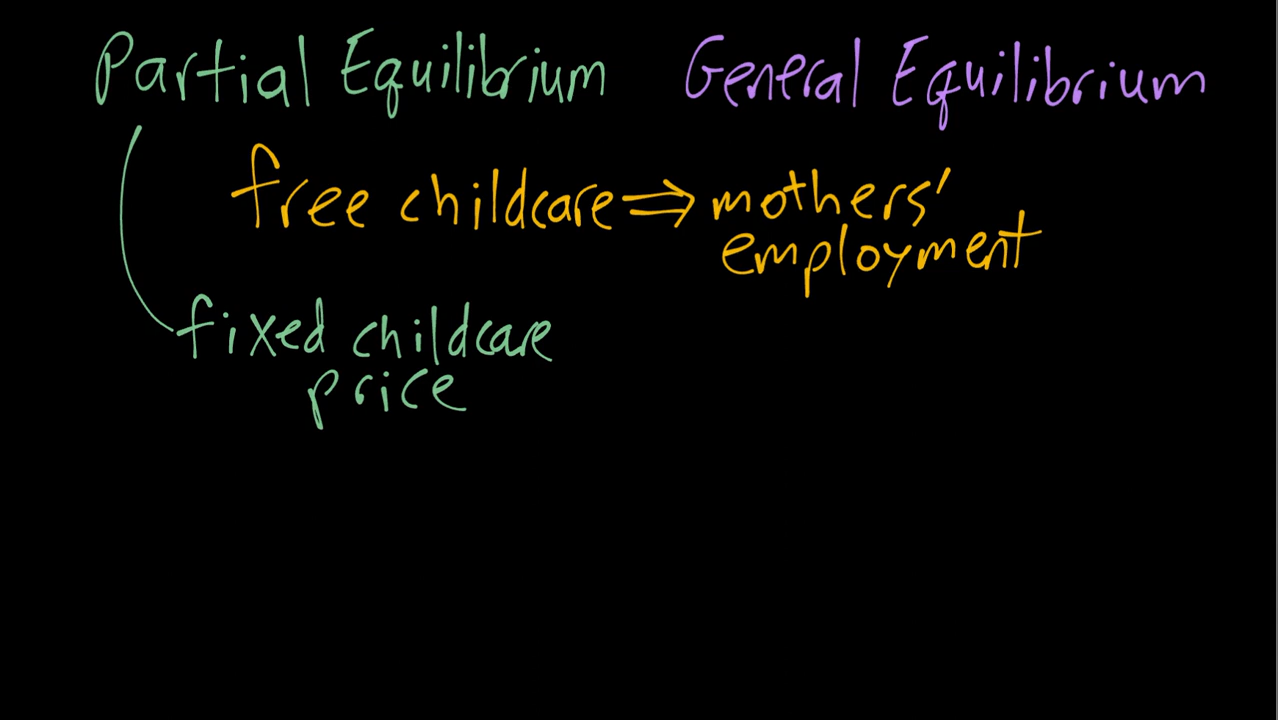 Partial Equilibrium General Equilibrium
free childcare ⇒ mothers'
employment
fixed childcare
price